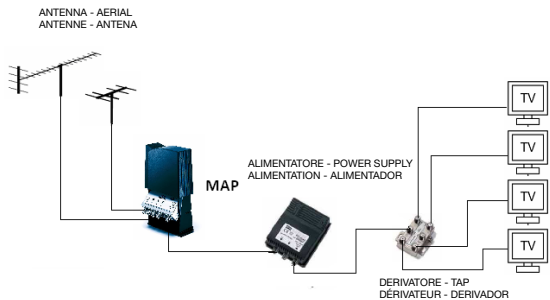 ANTENNA - AERIAL
ANTENNE - ANTENA
TV
TV
ALIMENTATORE - POWER SUPPLY
ALIMENTATION - ALIMENTADOR
MAP
TV
TV
DERIVATORE - TAP
DÉRIVATEUR - DERIVADOR